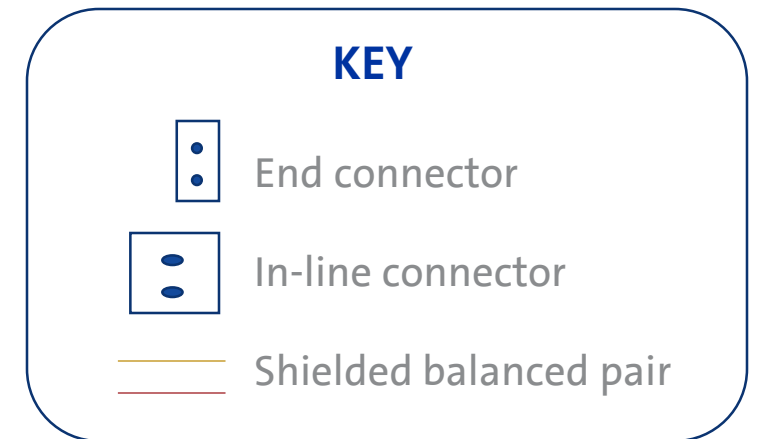 KEY
End connector
In-line connector
Shielded balanced pair